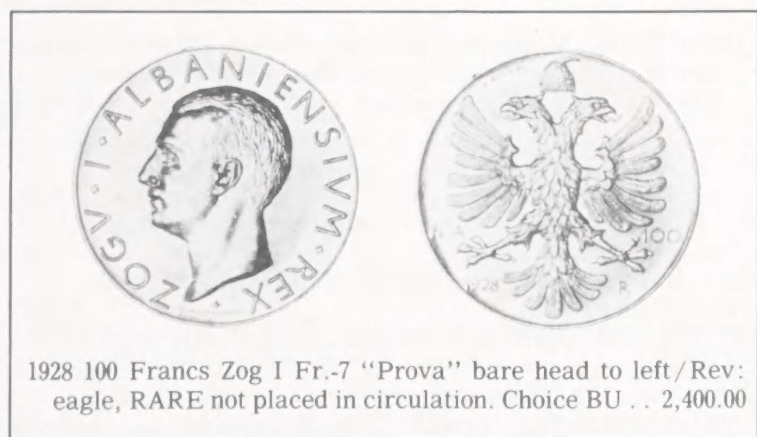 ZOGV · I · ALBANIENSIVM · REX ·
100
1928 R
1928 100 Francs Zog I Fr.-7 "Prova" bare head to left/Rev:
eagle, RARE not placed in circulation. Choice BU . . 2,400.00